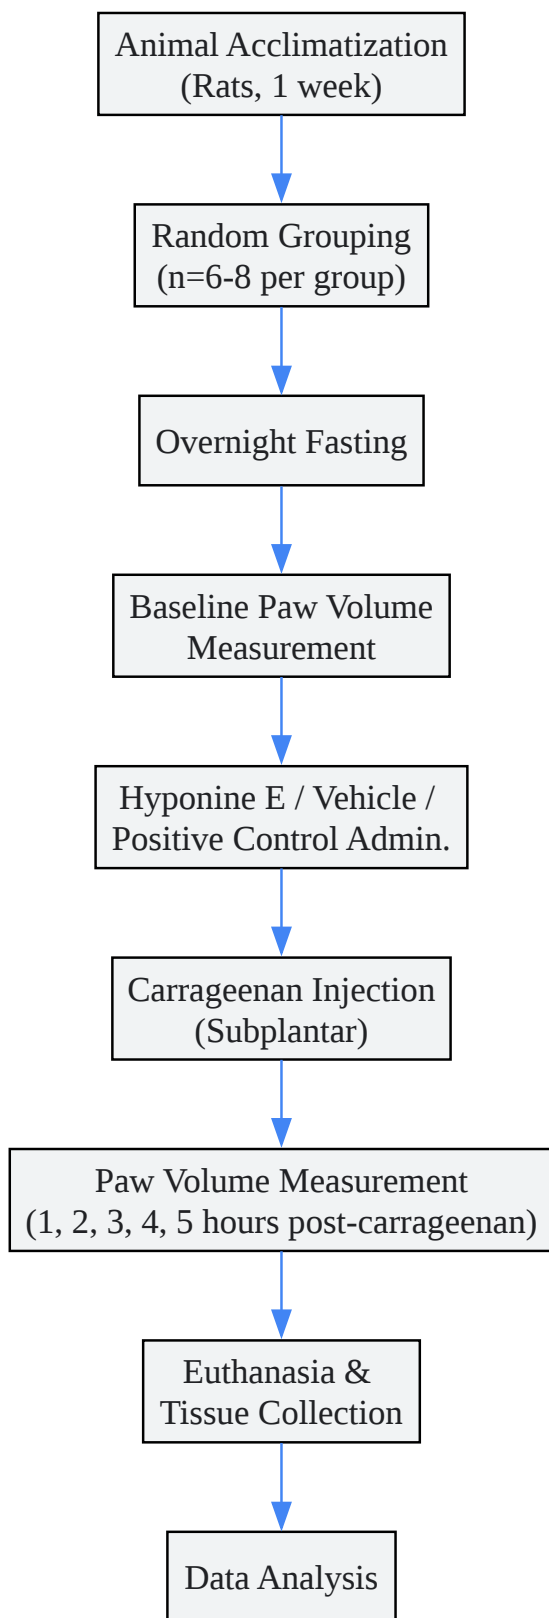 Animal Acclimatization
(Rats, 1 week)
Random Grouping
(n=6-8 per group)
Overnight Fasting
Baseline Paw Volume
Measurement
Hyponine E / Vehicle /
Positive Control Admin.
Carrageenan Injection
(Subplantar)
Paw Volume Measurement
(1, 2, 3, 4, 5 hours post-carrageenan)
Euthanasia &
Tissue Collection
Data Analysis